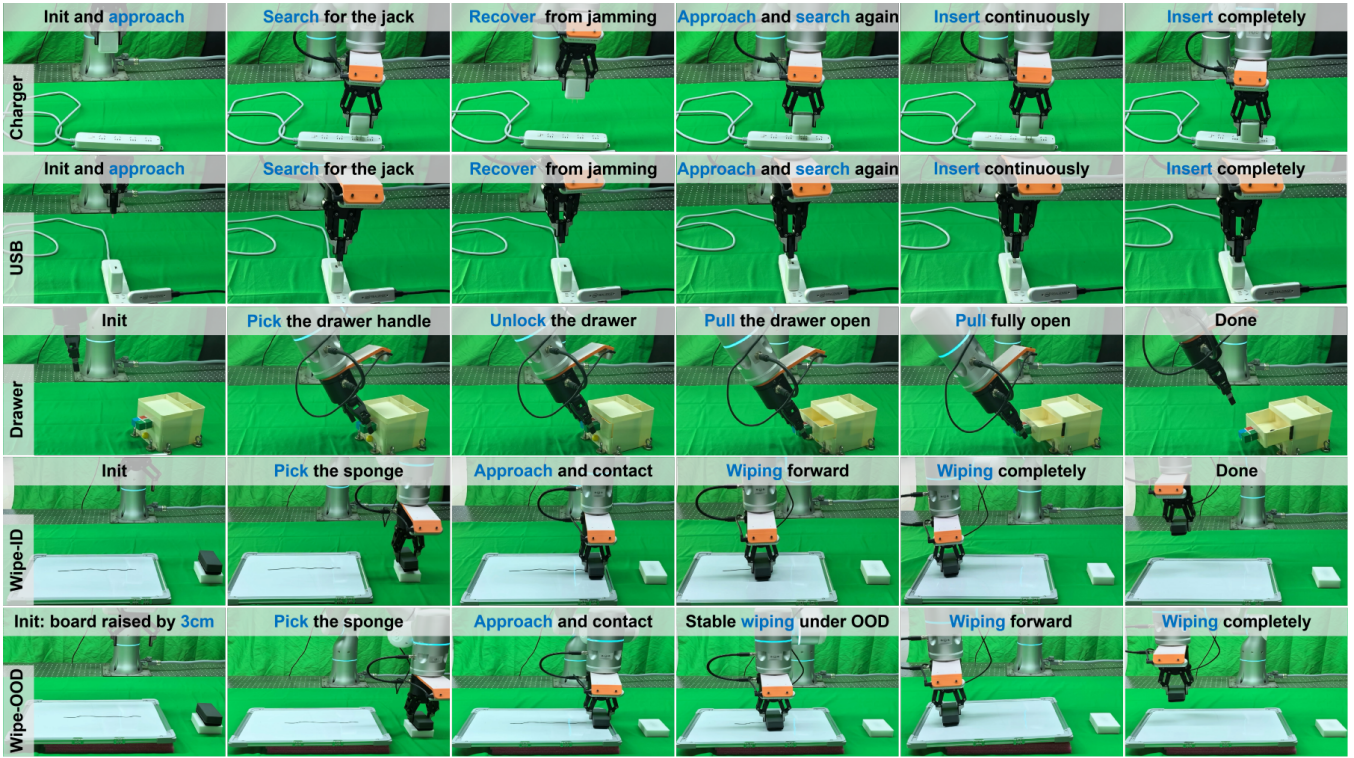 Init and approach
Search for the jack
Recover from jamming
Approach and search again
Insert continuously
Insert completely
Charger
Init and approach
Search for the jack
Recover from jamming
Approach and search again
Insert continuously
Insert completely
USB
Init
Pick the drawer handle
Unlock the drawer
Pull the drawer open
Pull fully open
Done
Drawer
Init
Pick the sponge
Approach and contact
Wiping forward
Wiping completely
Done
Wipe-ID
Init: board raised by 3cm
Pick the sponge
Approach and contact
Stable wiping under OOD
Wiping forward
Wiping completely
Wipe-OOD